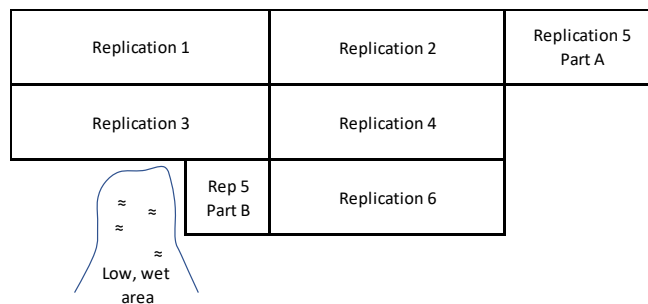 Replication 1
Replication 2
Replication 5
Part A
Replication 3
Replication 4
Rep 5
Part B
Replication 6
Low, wet
area